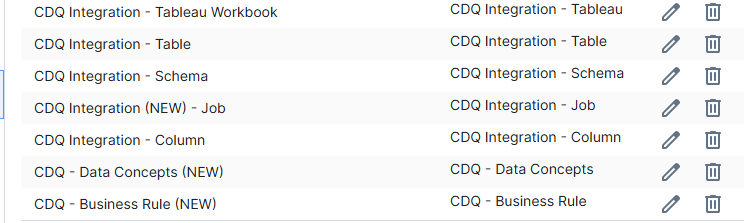 CDQ Integration - Tableau Workbook CDQ Integration - Tableau
CDQ Integration - Table CDQ Integration - Table
CDQ Integration - Schema CDQ Integration - Schema
CDQ Integration (NEW) - Job CDQ Integration - Job
CDQ Integration - Column CDQ Integration - Column
CDQ - Data Concepts (NEW) CDQ - Data Concepts
CDQ - Business Rule (NEW) CDQ - Business Rule